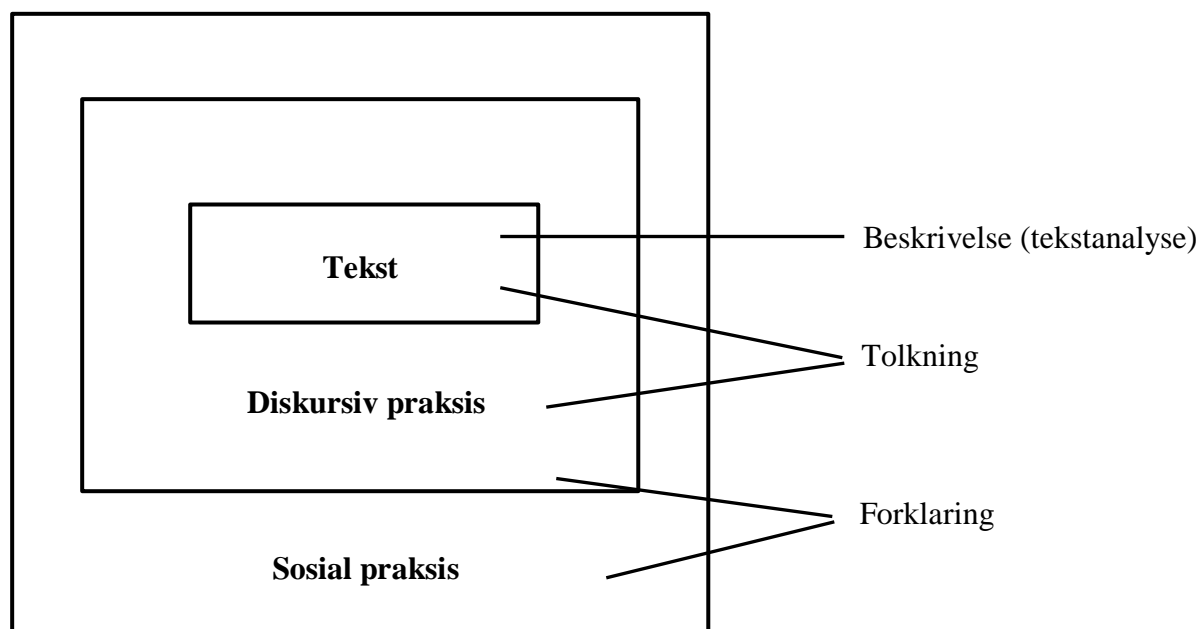 Beskrivelse (tekstanalyse)
Tekst
Tolkning
Diskursiv praksis
Forklaring
Sosial praksis